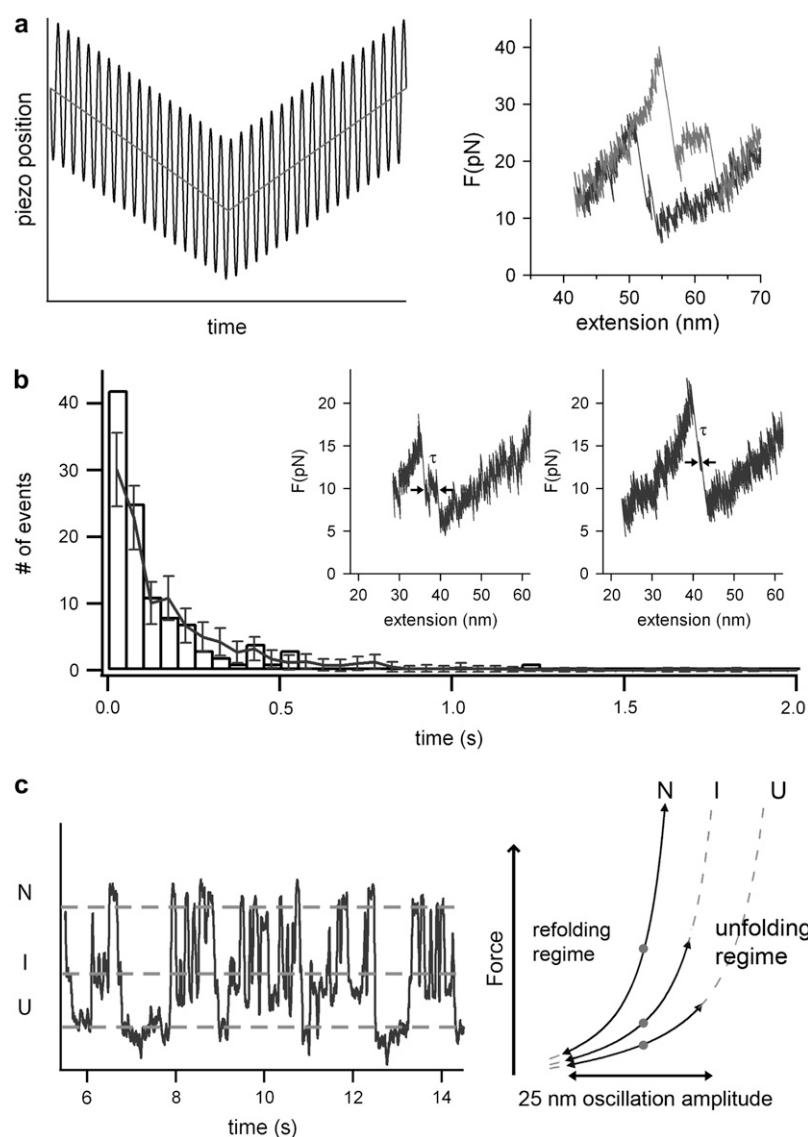 a
piezo position
time
F(pN)
40
30
20
10
0
40 50 60 70
extension (nm)
b
# of events
40
30
20
10
0
0.0 0.5 1.0 1.5 2.0
time (s)
F(pN)
20
15
10
5
0
τ
20 30 40 50 60
extension (nm)
F(pN)
20
15
10
5
0
τ
20 30 40 50 60
extension (nm)
c
N
I
U
6 8 10 12 14
time (s)
N I U
Force
refolding
regime
unfolding
regime
25 nm oscillation amplitude